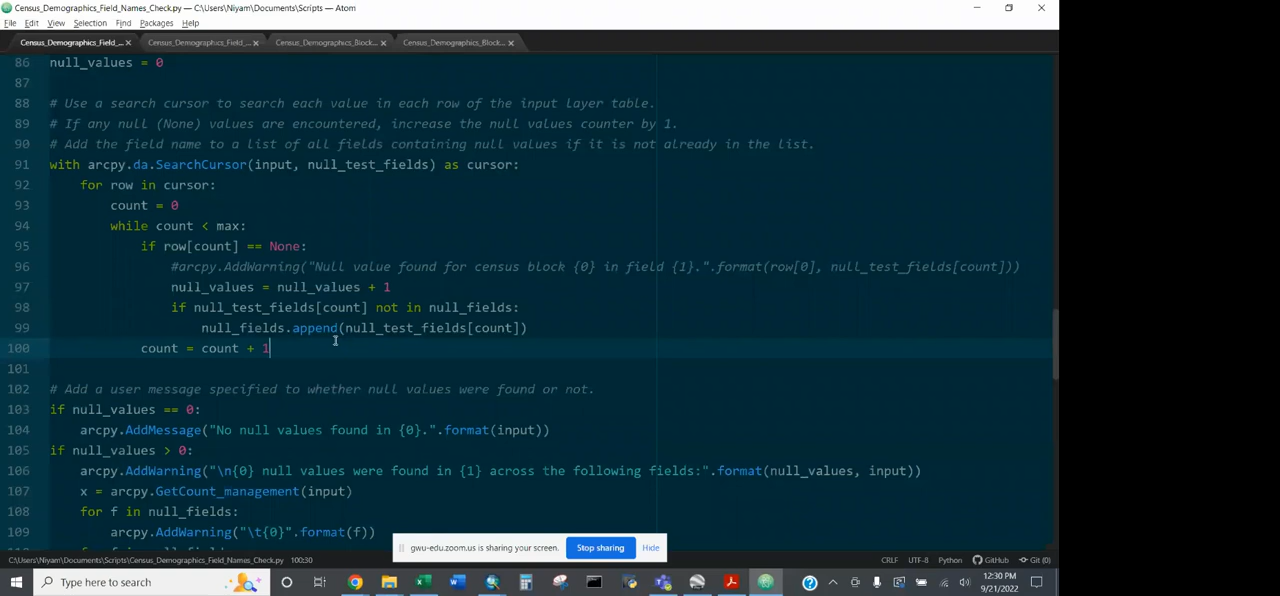 Census_Demographics_Field_Names_Check.py — C:\Users\Niyam\Documents\Scripts — Atom
File Edit View Selection Find Packages Help
Census_Demographics_Field_... × Census_Demographics_Field_... × Census_Demographics_Block... × Census_Demographics_Block... ×
86 null_values = 0
87
88 # Use a search cursor to search each value in each row of the input layer table.
89 # If any null (None) values are encountered, increase the null values counter by 1.
90 # Add the field name to a list of all fields containing null values if it is not already in the list.
91 with arcpy.da.SearchCursor(input, null_test_fields) as cursor:
92 for row in cursor:
93 count = 0
94 while count < max:
95 if row[count] == None:
96 #arcpy.AddWarning("Null value found for census block {0} in field {1}.".format(row[0], null_test_fields[count]))
97 null_values = null_values + 1
98 if null_test_fields[count] not in null_fields:
99 null_fields.append(null_test_fields[count])
100 count = count + 1
101
102 # Add a user message specified to whether null values were found or not.
103 if null_values == 0:
104 arcpy.AddMessage("No null values found in {0}.".format(input))
105 if null_values > 0:
106 arcpy.AddWarning("\n{0} null values were found in {1} across the following fields:".format(null_values, input))
107 x = arcpy.GetCount_management(input)
108 for f in null_fields:
109 arcpy.AddWarning("\t{0}".format(f))
gwu-edu.zoom.us is sharing your screen. Stop sharing Hide
C:\Users\Niyam\Documents\Scripts\Census_Demographics_Field_Names_Check.py 100:30 CRLF UTF-8 Python GitHub Git (0)
Type here to search
12:30 PM
9/21/2022